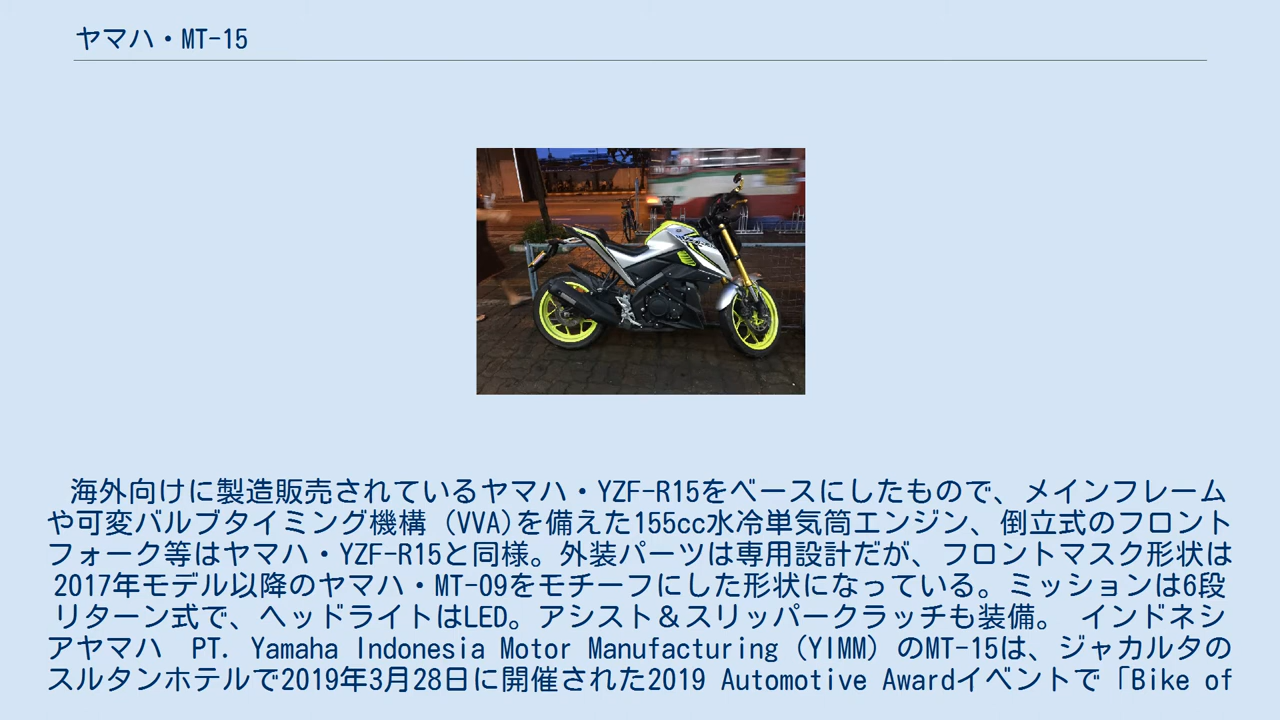 ヤマハ・MT-15
海外向けに製造販売されているヤマハ・YZF-R15をベースにしたもので、メインフレーム
や可変バルブタイミング機構 (VVA)を備えた155cc水冷単気筒エンジン、倒立式のフロント
フォーク等はヤマハ・YZF-R15と同様。外装パーツは専用設計だが、フロントマスク形状は
2017年モデル以降のヤマハ・MT-09をモチーフにした形状になっている。ミッションは6段
リターン式で、ヘッドライトはLED。アシスト＆スリッパークラッチも装備。 インドネシ
アヤマハ PT. Yamaha Indonesia Motor Manufacturing (YIMM) のMT-15は、ジャカルタの
スルタンホテルで2019年3月28日に開催された2019 Automotive Awardイベントで「Bike of